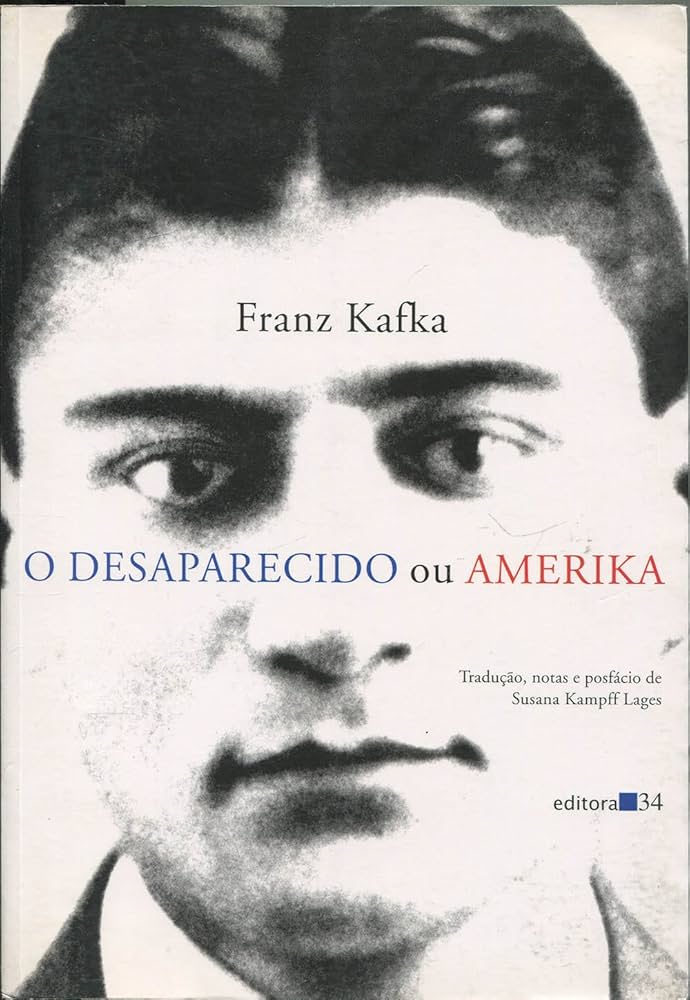 Franz Kafka
O DESAPARECIDO ou AMERIKA
Tradução, notas e posfácio de
Susana Kampff Lages
editora 34